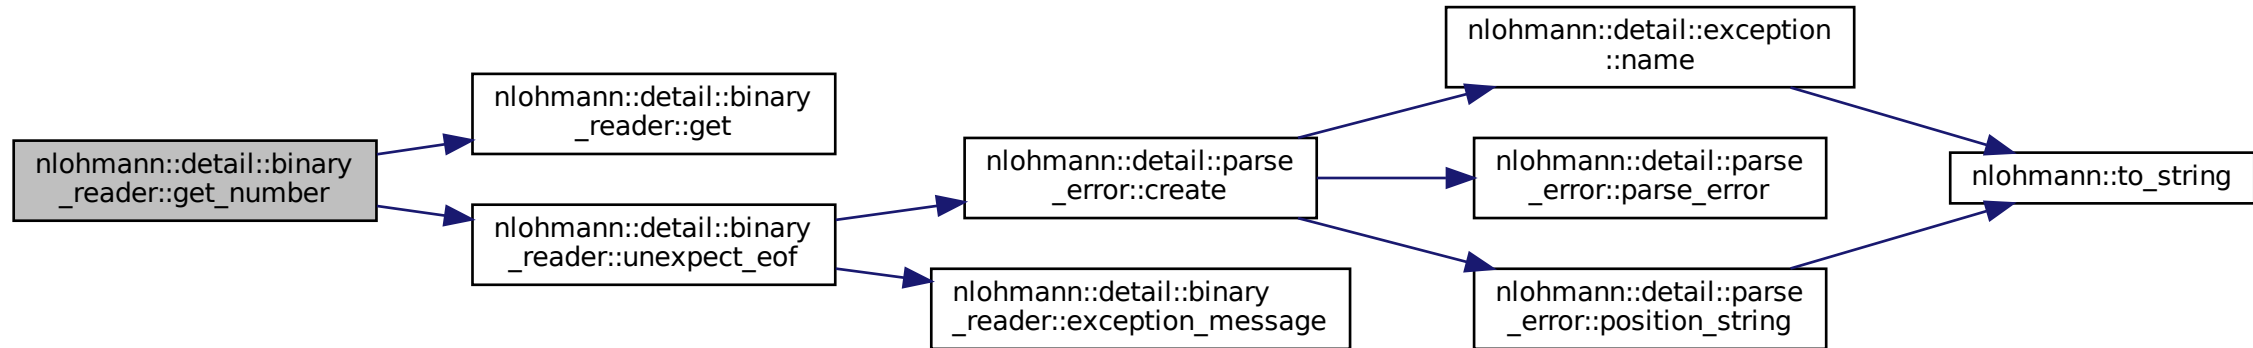 nlohmann::detail::binary
_reader::get_number
nlohmann::detail::binary
_reader::get
nlohmann::detail::binary
_reader::unexpect_eof
nlohmann::detail::parse
_error::create
nlohmann::detail::binary
_reader::exception_message
nlohmann::detail::exception
::name
nlohmann::detail::parse
_error::parse_error
nlohmann::detail::parse
_error::position_string
nlohmann::to_string